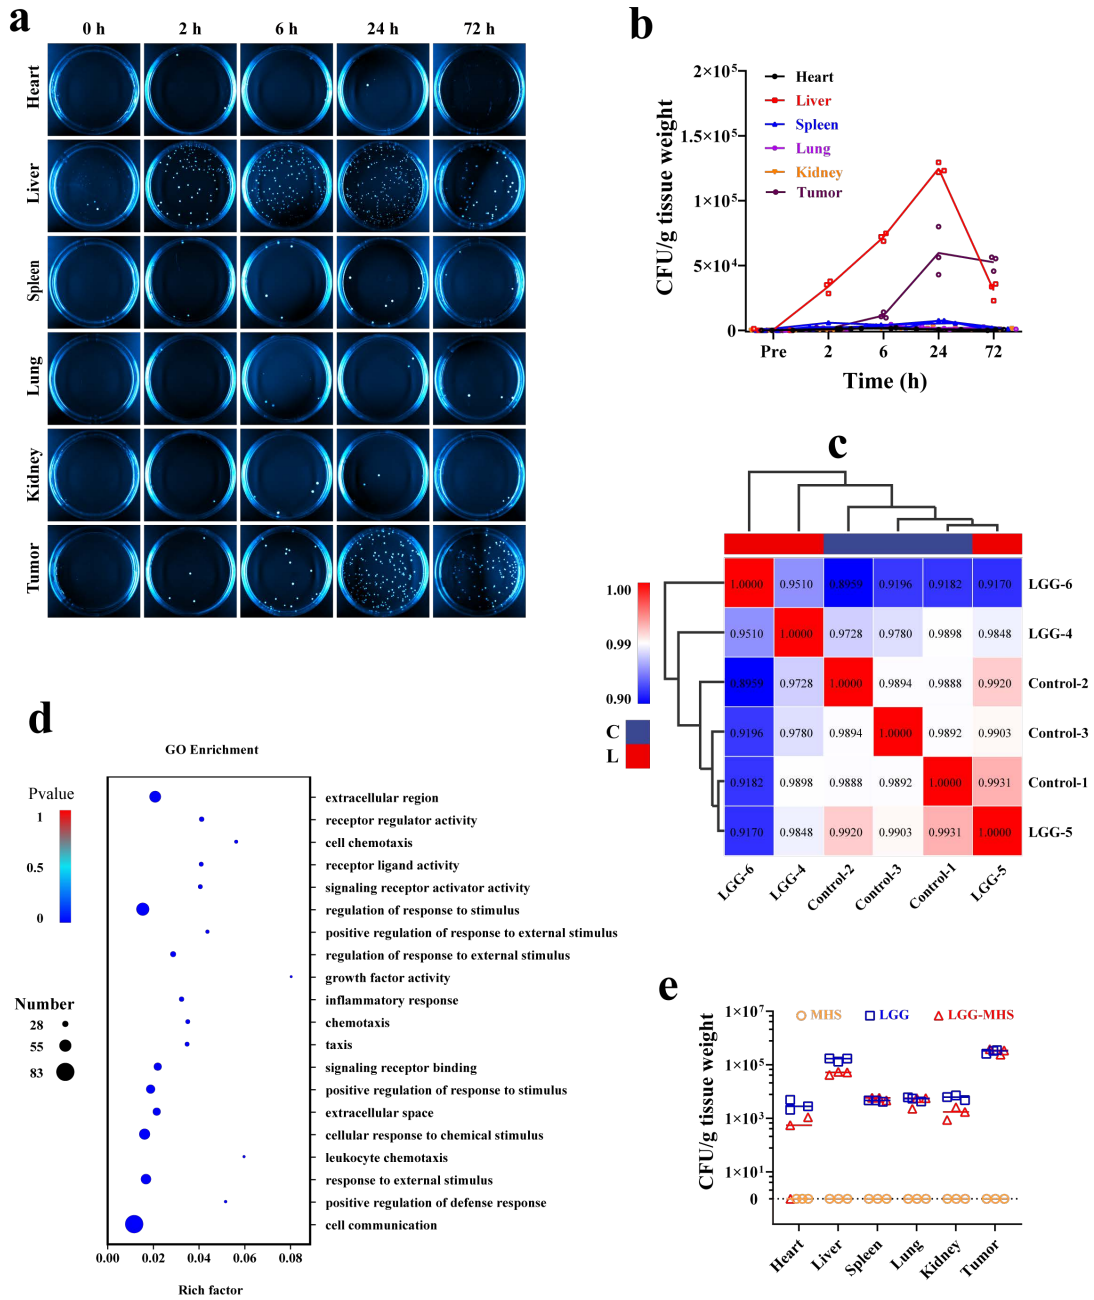 a
0 h 2 h 6 h 24 h 72 h
Heart
Liver
Spleen
Lung
Kidney
Tumor
b
CFU/g tissue weight
2×10⁵
1.5×10⁵
1×10⁵
5×10⁴
0
Heart
Liver
Spleen
Lung
Kidney
Tumor
Pre 2 6 24 72
Time (h)
c
1.00
0.99
0.90
C
L
1.0000 0.9510 0.8959 0.9196 0.9182 0.9170 LGG-6
0.9510 1.0000 0.9728 0.9780 0.9898 0.9848 LGG-4
0.8959 0.9728 1.0000 0.9894 0.9888 0.9920 Control-2
0.9196 0.9780 0.9894 1.0000 0.9892 0.9903 Control-3
0.9182 0.9898 0.9888 0.9892 1.0000 0.9931 Control-1
0.9170 0.9848 0.9920 0.9903 0.9931 1.0000 LGG-5
LGG-6 LGG-4 Control-2 Control-3 Control-1 LGG-5
d
GO Enrichment
Pvalue
1
0.5
0
Number
28
55
83
extracellular region
receptor regulator activity
cell chemotaxis
receptor ligand activity
signaling receptor activator activity
regulation of response to stimulus
positive regulation of response to external stimulus
regulation of response to external stimulus
growth factor activity
inflammatory response
chemotaxis
taxis
signaling receptor binding
positive regulation of response to stimulus
extracellular space
cellular response to chemical stimulus
leukocyte chemotaxis
response to external stimulus
positive regulation of defense response
cell communication
0.00 0.02 0.04 0.06 0.08
Rich factor
e
CFU/g tissue weight
1×10⁷
1×10⁵
1×10³
1×10¹
0
MHS LGG LGG-MHS
Heart Liver Spleen Lung Kidney Tumor